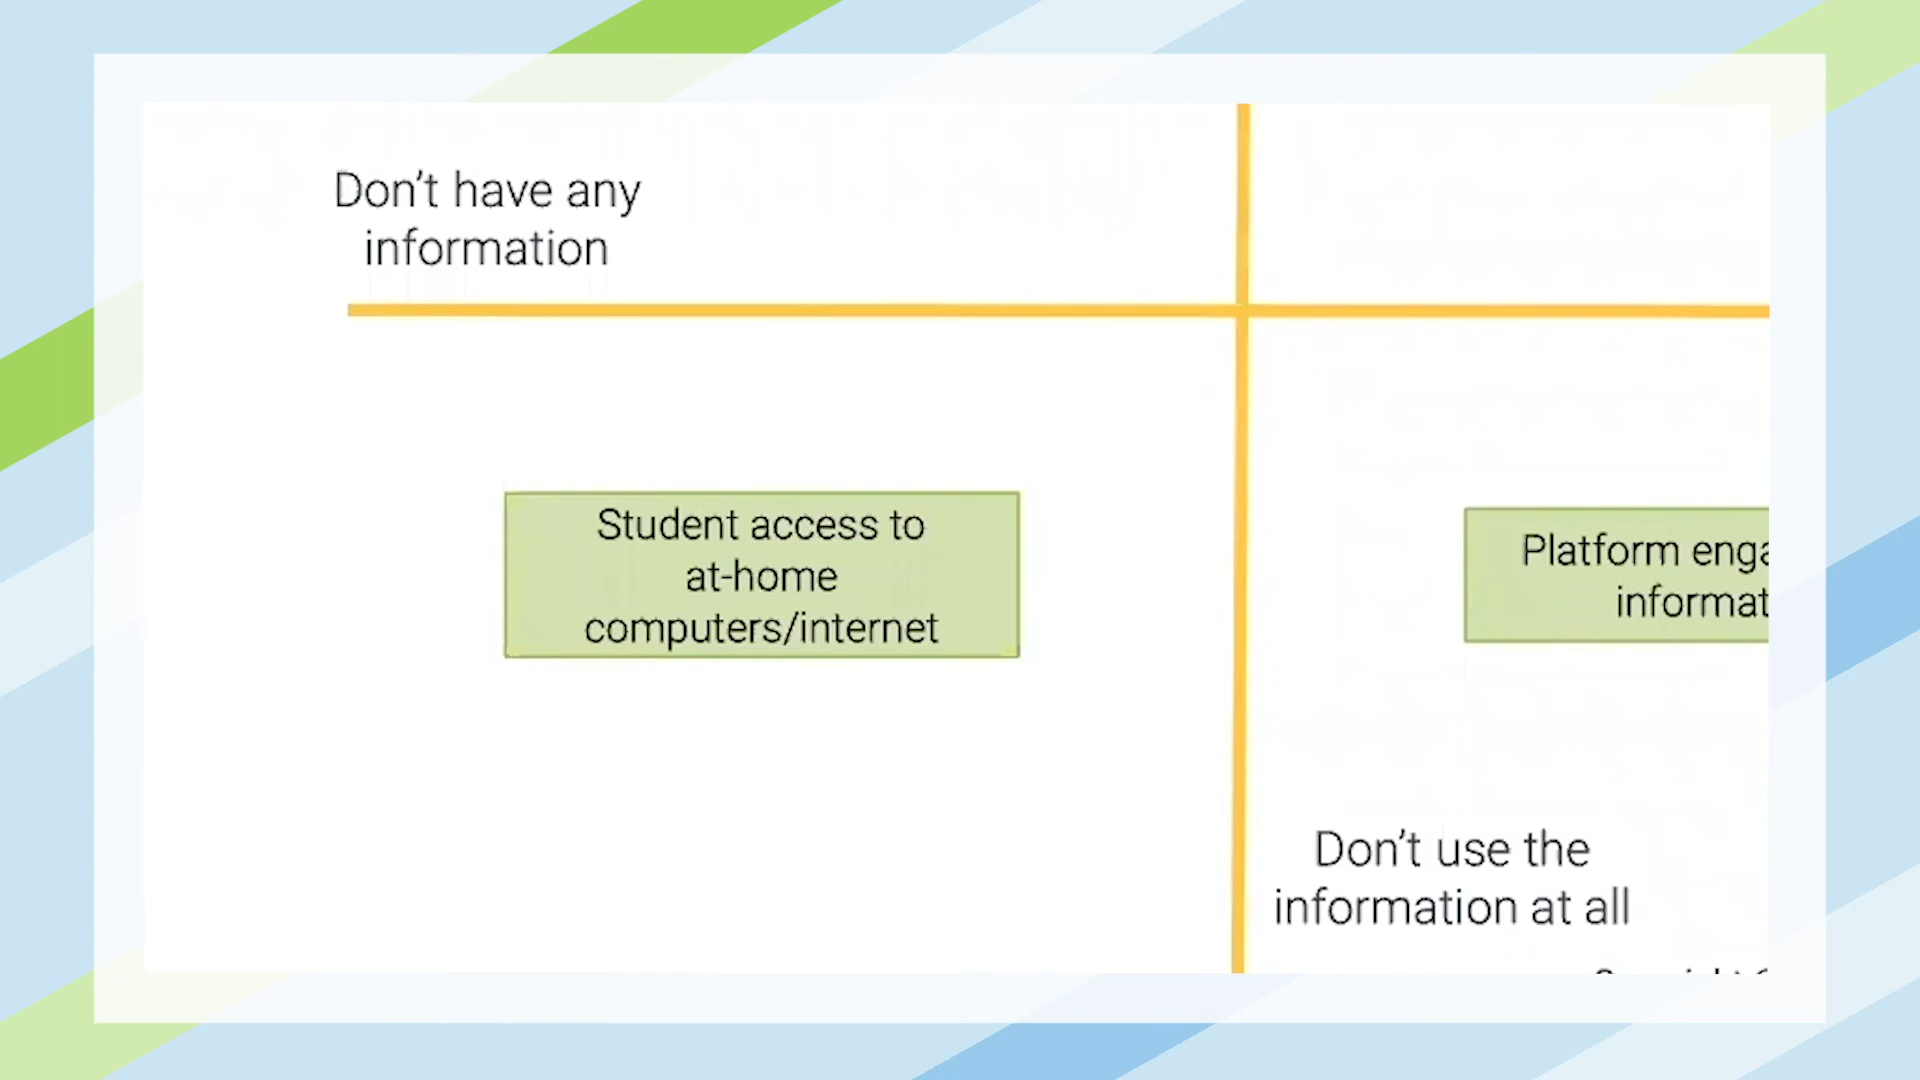 Don't have any
information
Student access to
at-home
computers/internet
Platform enga
informat
Don't use the
information at all